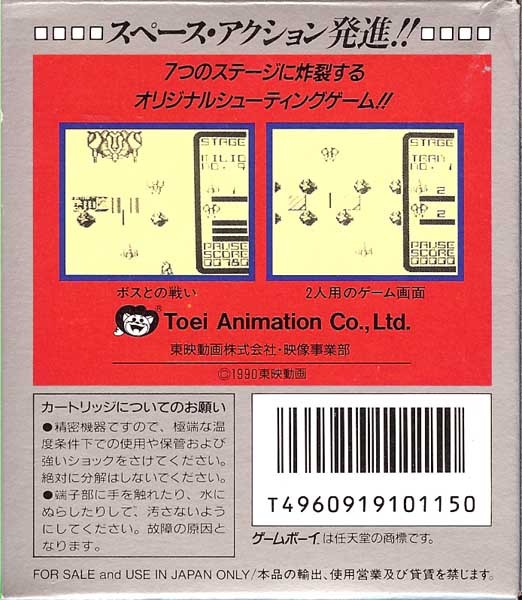 スペース・アクション発進!!
7つのステージに炸裂する
オリジナルシューティングゲーム!!
STAGE
NO. 9
PAUSE
SCORE
00780
STAGE
NO. 1
2
2
PAUSE
SCORE
00000
ボスとの戦い
2人用のゲーム画面
Toei Animation Co., Ltd.
東映動画株式会社・映像事業部
©1990東映動画
カートリッジについてのお願い
●精密機器ですので、極端な温
度条件下での使用や保管および
強いショックをさけてください。
絶対に分解はしないでください。
●端子部に手を触れたり、水に
ぬらしたりして、汚さないよう
にしてください。故障の原因と
なります。
T4960919101150
ゲームボーイ®は任天堂の商標です。
FOR SALE and USE IN JAPAN ONLY/本品の輸出、使用営業及び賃貸を禁じます。